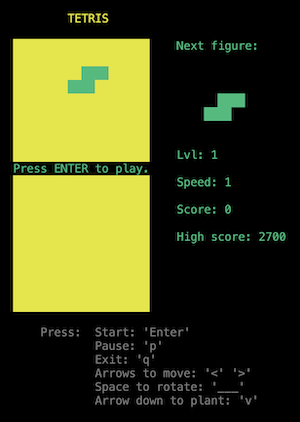 TETRIS
Next figure:
Press ENTER to play.
Lvl: 1
Speed: 1
Score: 0
High score: 2700
Press: Start: 'Enter'
Pause: 'p'
Exit: 'q'
Arrows to move: '<' '>'
Space to rotate: '___'
Arrow down to plant: 'v'